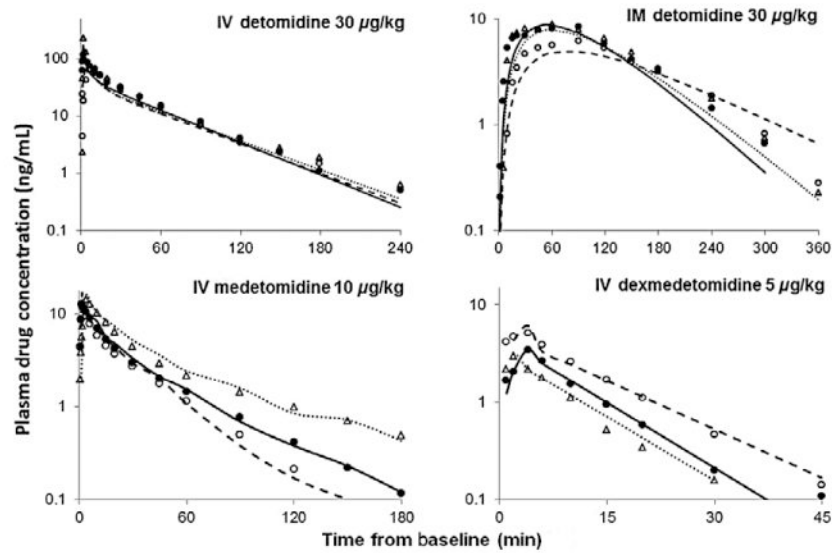 IV detomidine 30 µg/kg
100
10
1
0.1
0 60 120 180 240
IM detomidine 30 µg/kg
10
1
0.1
0 60 120 180 240 300 360
Plasma drug concentration (ng/mL)
IV medetomidine 10 µg/kg
10
1
0.1
0 60 120 180
IV dexmedetomidine 5 µg/kg
10
1
0.1
0 15 30 45
Time from baseline (min)